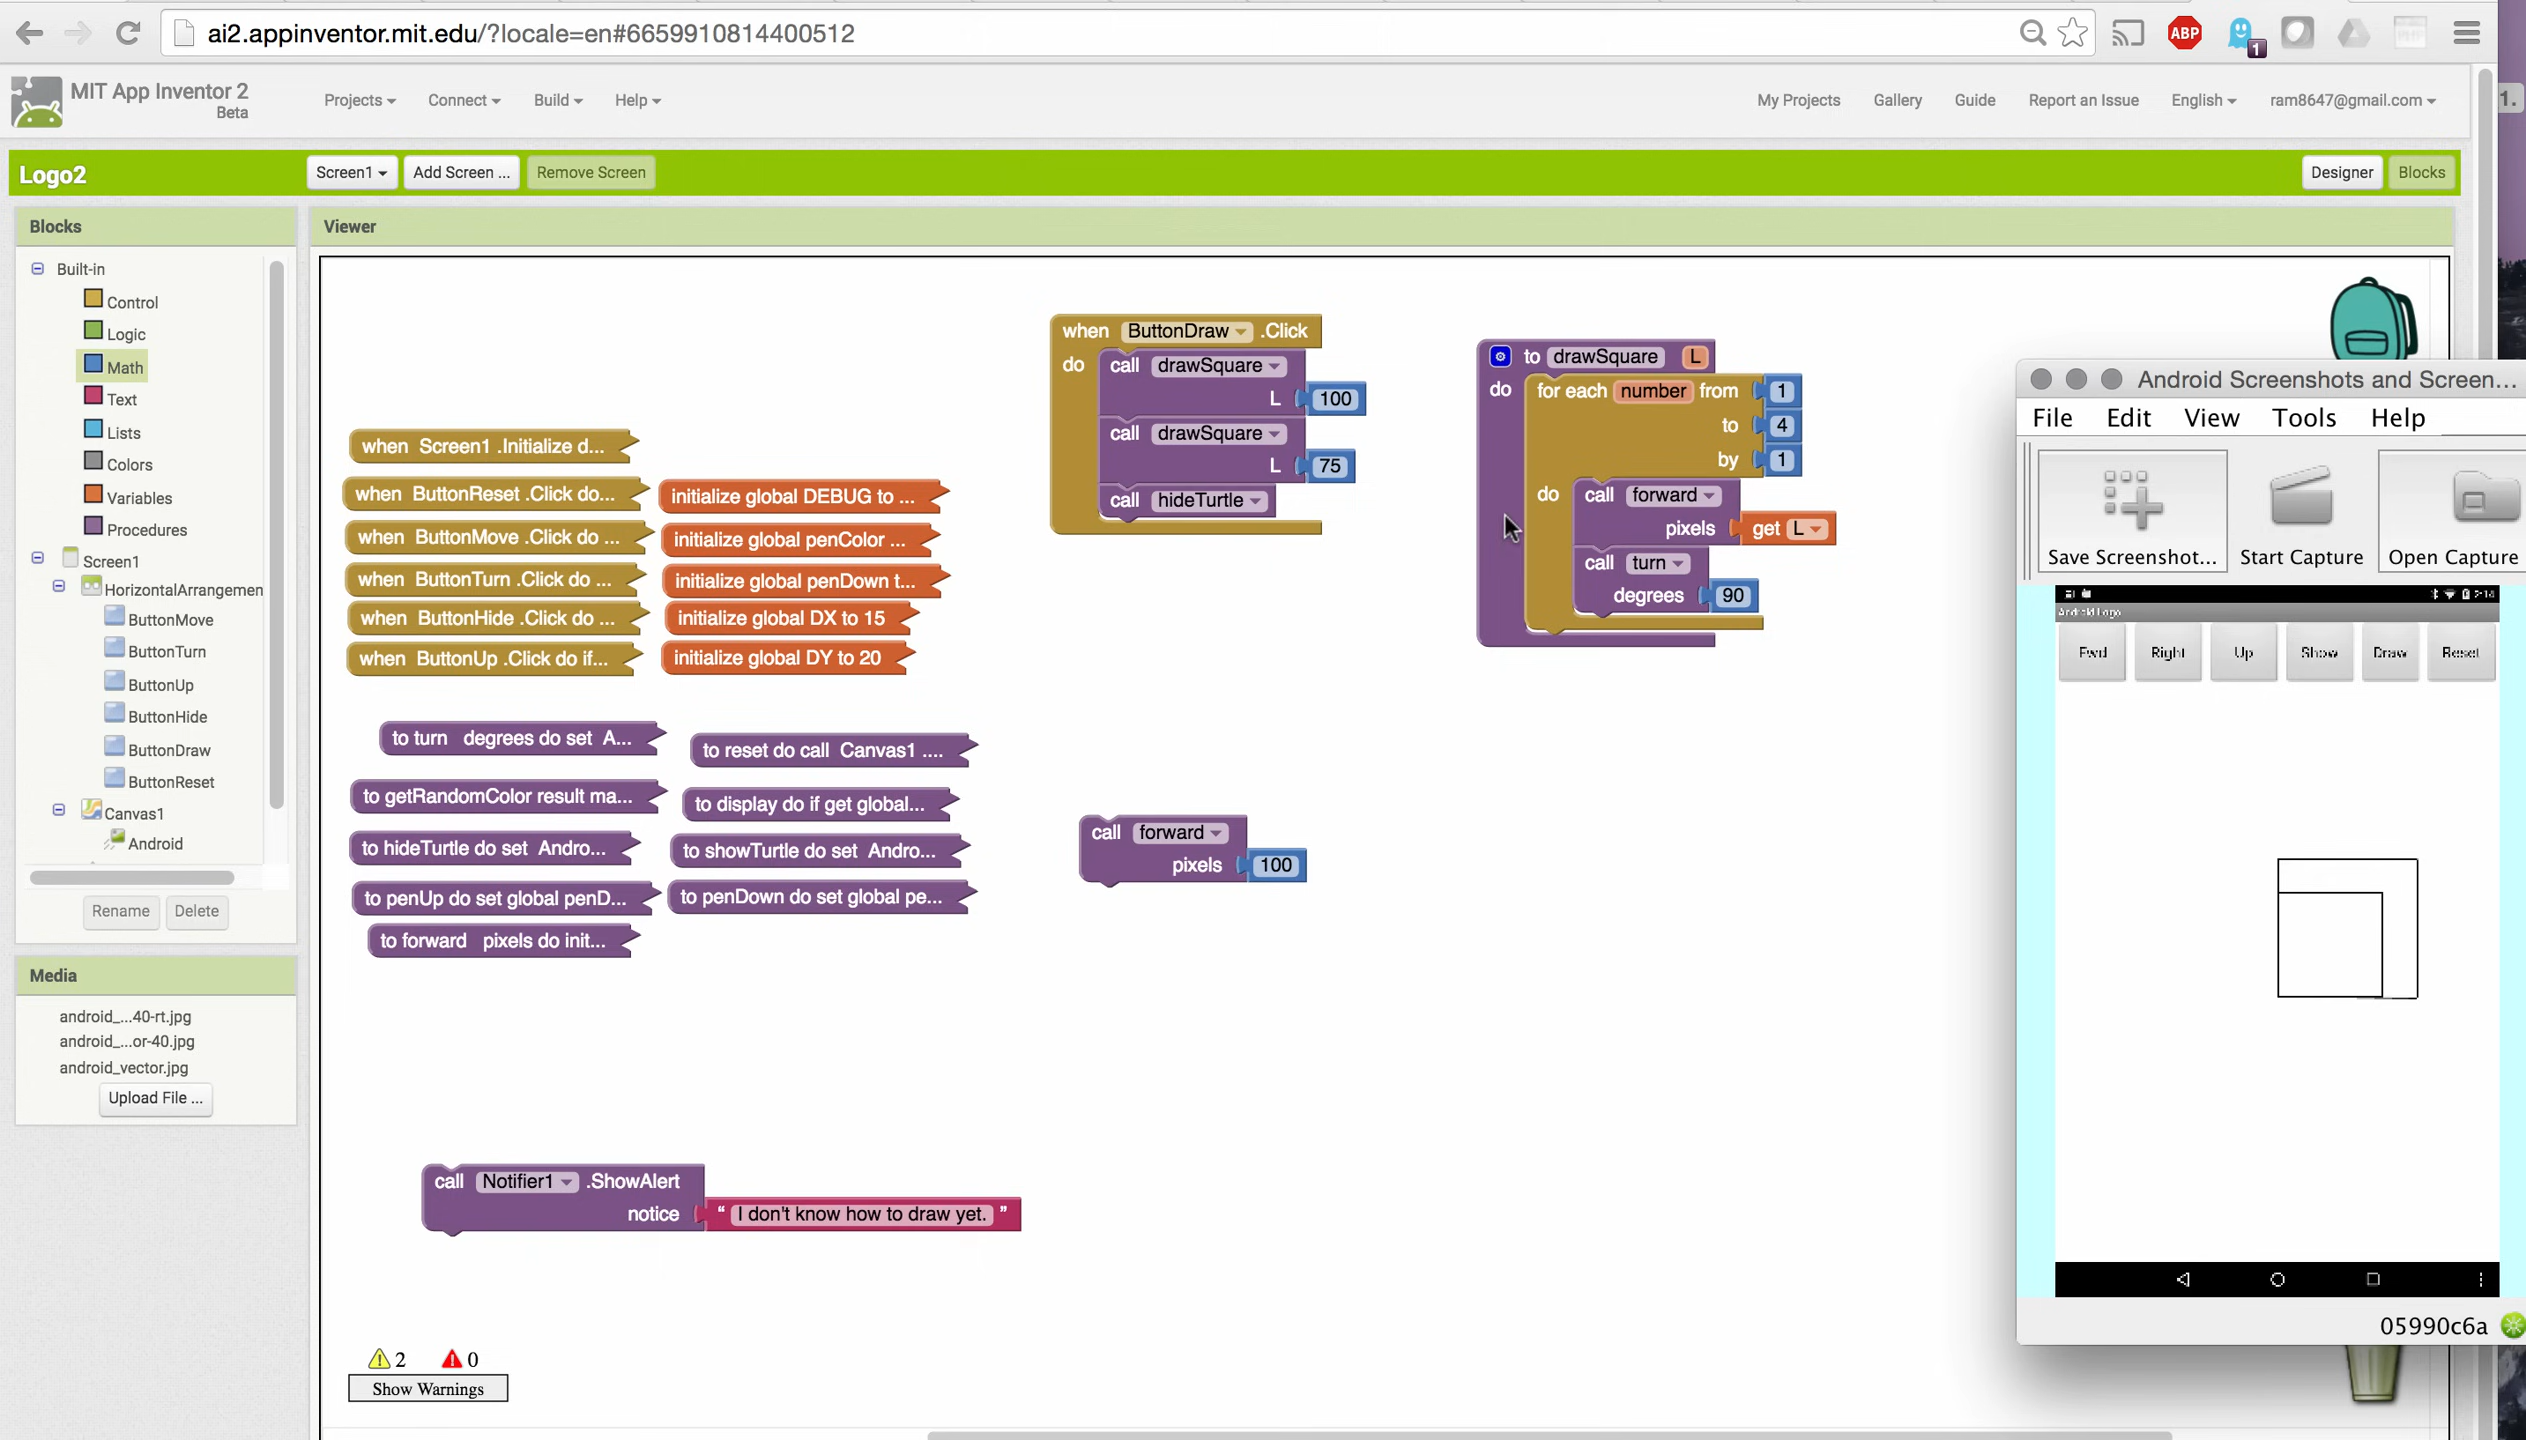 ai2.appinventor.mit.edu/?locale=en#6659910814400512
ABP
1
MIT App Inventor 2
Beta
Projects
Connect
Build
Help
My Projects
Gallery
Guide
Report an Issue
English
ram8647@gmail.com
1.
Logo2
Screen1
Add Screen ...
Remove Screen
Designer
Blocks
Blocks
Built-in
Control
Logic
Math
Text
Lists
Colors
Variables
Procedures
Screen1
HorizontalArrangemen
ButtonMove
ButtonTurn
ButtonUp
ButtonHide
ButtonDraw
ButtonReset
Canvas1
Android
Rename
Delete
Media
android_...40-rt.jpg
android_...or-40.jpg
android_vector.jpg
Upload File ...
Viewer
when Screen1 .Initialize d...
when ButtonReset .Click do...
initialize global DEBUG to ...
when ButtonMove .Click do ...
initialize global penColor ...
when ButtonTurn .Click do ...
initialize global penDown t...
when ButtonHide .Click do ...
initialize global DX to 15
when ButtonUp .Click do if...
initialize global DY to 20
to turn degrees do set A...
to reset do call Canvas1 ....
to getRandomColor result ma...
to display do if get global...
to hideTurtle do set Andro...
to showTurtle do set Andro...
to penUp do set global penD...
to penDown do set global pe...
to forward pixels do init...
when ButtonDraw .Click
do call drawSquare
L 100
call drawSquare
L 75
call hideTurtle
to drawSquare L
do for each number from 1
to 4
by 1
do call forward
pixels get L
call turn
degrees 90
call forward
pixels 100
call Notifier1 .ShowAlert
notice " I don't know how to draw yet. "
2 0
Show Warnings
Android Screenshots and Screen...
File Edit View Tools Help
Save Screenshot...
Start Capture
Open Capture
2:14
Android Logo
Fwd
Right
Up
Show
Draw
Reset
05990c6a